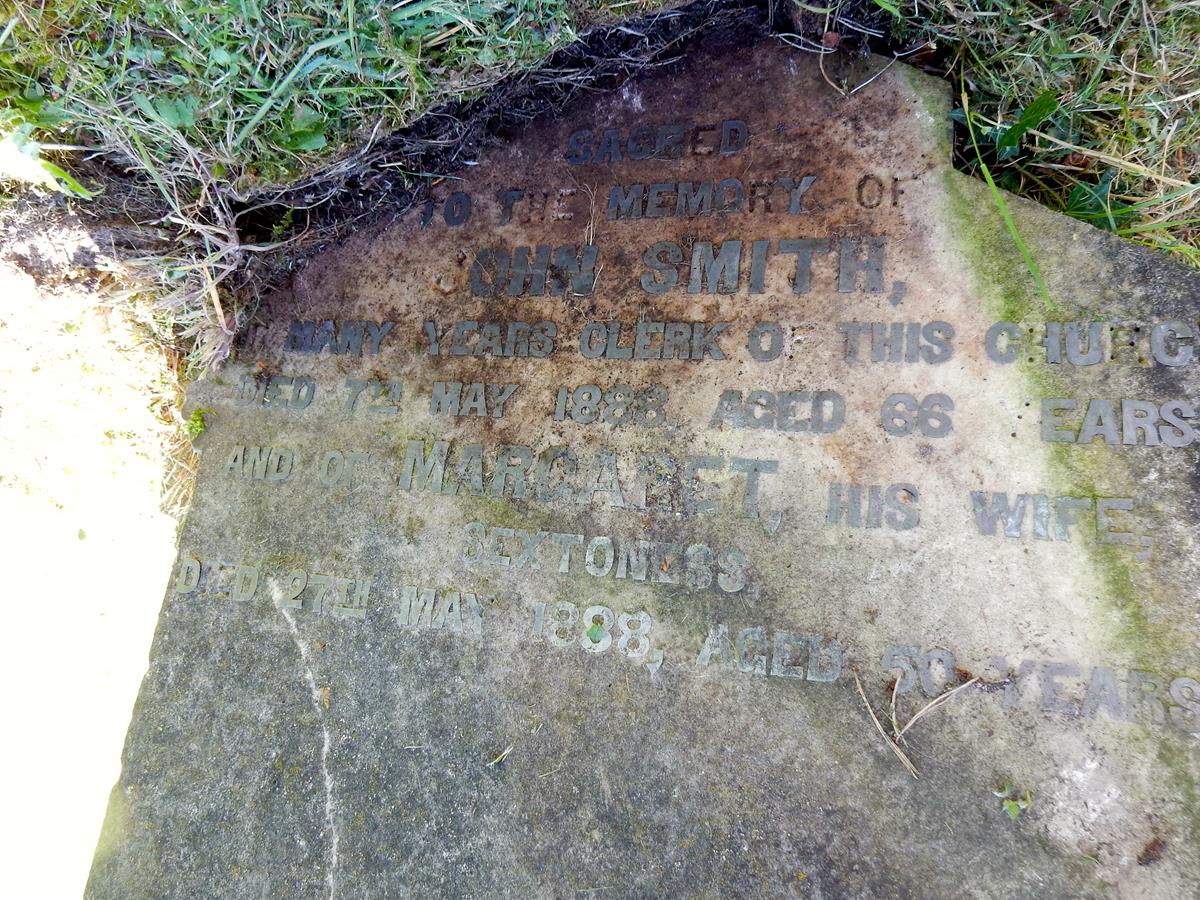 SACRED
TO THE MEMORY OF
JOHN SMITH,
MANY YEARS CLERK OF THIS CHURCH
DIED 7TH MAY 1888, AGED 66 YEARS
AND OF MARGARET, HIS WIFE,
SEXTONESS,
DIED 27TH MAY 1888, AGED 50 YEARS